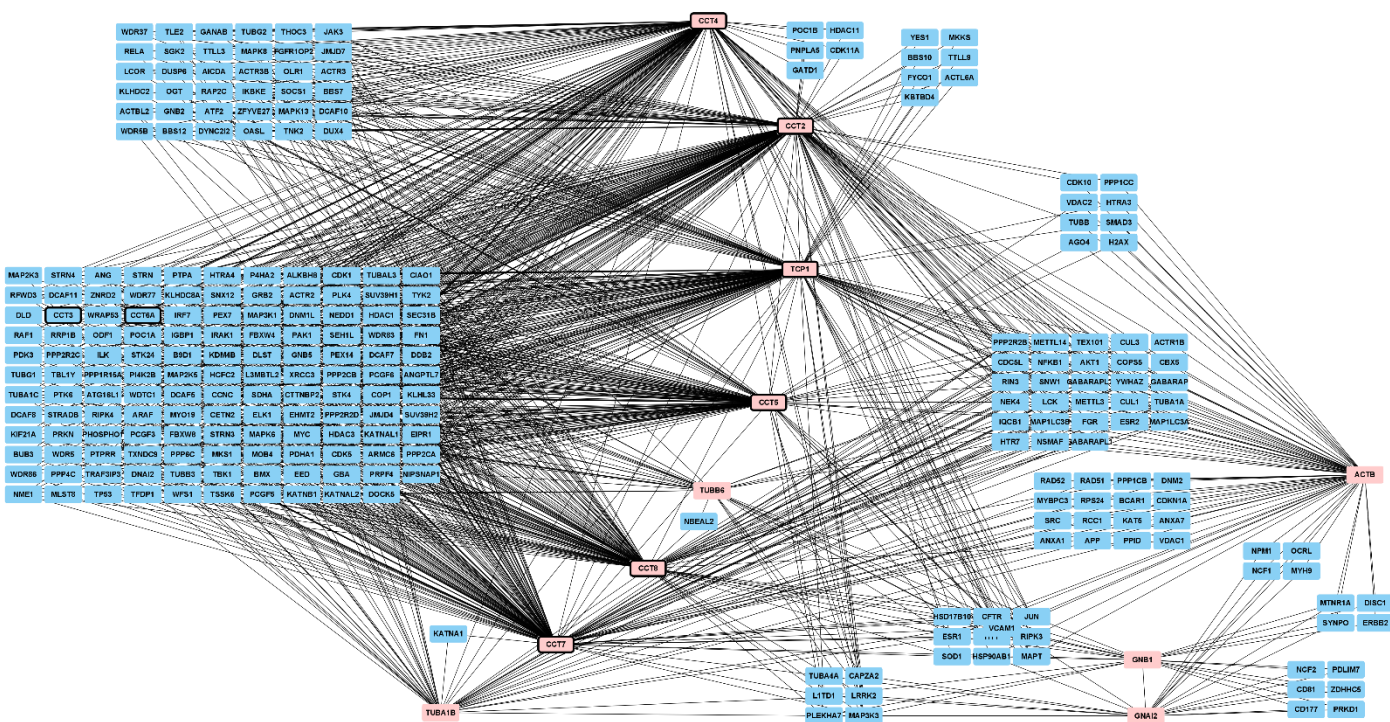 CCT4
WDR37 TLE2 GANAB TUBG2 THOC3 JAK3
RELA SGK2 TTLL3 MAPK8 FGFR1OP2 JMJD7
LCOR DUSP6 AICDA ACTR3B OLR1 ACTR3
KLHDC2 OGT RAP2C IKBKE SOCS1 BBS7
ACTBL2 GNB2 ATF2 ZFYVE27 MAPK13 DCAF10
WDR5B BBS12 DYNC2I2 OASL TNK2 DUX4
POC1B HDAC11
PNPLA5 CDK11A
GATD1
YES1 MKKS
BBS10 TTLL9
FYCO1 ACTL6A
KBTBD4
CCT2
CDK10 PPP1CC
VDAC2 HTRA3
TUBB SMAD3
AGO4 H2AX
TCP1
MAP2K3 STRN4 ANG STRN PTPA HTRA4 P4HA2 ALKBH8 CDK1 TUBAL3 CIAO1
RFWD3 DCAF11 ZNRD2 WDR77 KLHDC8A SNX12 GRB2 ACTR2 PLK4 SUV39H1 TYK2
DLD CCT3 WRAP53 CCT6A IRF7 PEX7 MAP3K1 DNM1L NEDD1 HDAC1 SEC31B
RAF1 RRP1B ODF1 POC1A IGBP1 IRAK1 FBXW4 PAK1 SEH1L WDR83 FN1
PDK3 PPP2R2C ILK STK24 B9D1 KDM4B DLST GNB5 PEX14 DCAF7 DDB2
TUBG1 TBL1Y PPP1R15A PI4K2B MAP2K5 HCFC2 L3MBTL2 XRCC3 PPP2CB PCGF6 ANGPTL7
TUBA1C PTK6 ATG16L1 WDTC1 DCAF6 CCNC SDHA CTTNBP2 STK4 COP1 KLHL33
DCAF8 STRADB RIPK4 ARAF MYO19 CETN2 ELK1 EHMT2 PPP2R2D JMJD4 SUV39H2
KIF21A PRKN PHOSPHO1 PCGF3 FBXW8 STRN3 MAPK6 MYC HDAC3 KATNAL1 EIPR1
BUB3 WDR5 PTPRR TXNDC9 PPP6C MKS1 MOB4 PDHA1 CDK5 ARMC8 PPP2CA
WDR86 PPP4C TRAF3IP3 DNAI2 TUBB3 TBK1 BMX EED GBA PRPF4 NIPSNAP1
NME1 MLST8 TP53 TFDP1 WFS1 TSSK6 PCGF5 KATNB1 KATNAL2 DOCK5
PPP2R2B METTL14 TEX101 CUL3 ACTR1B
CDC5L NFKB1 AKT1 COPS5 CBX5
RIN3 SNW1 GABARAPL2 YWHAZ GABARAP
NEK4 LCK METTL3 CUL1 TUBA1A
IQCB1 MAP1LC3B FGR ESR2 MAP1LC3A
HTR7 NSMAF GABARAPL1
CCT5
ACTB
TUBB6
NBEAL2
RAD52 RAD51 PPP1CB DNM2
MYBPC3 RPS24 BCAR1 CDKN1A
SRC RCC1 KAT5 ANXA7
ANXA1 APP PPID VDAC1
CCT8
NPM1 OCRL
NCF1 MYH9
MTNR1A DISC1
SYNPO ERBB2
KATNA1
CCT7
HSD17B10 CFTR JUN
VCAM1
ESR1 RIPK3
SOD1 HSP90AB1 MAPT
GNB1
TUBA4A CAPZA2
L1TD1 LRRK2
PLEKHA7 MAP3K3
NCF2 PDLIM7
CD81 ZDHHC5
CD177 PRKD1
TUBA1B
GNAI2